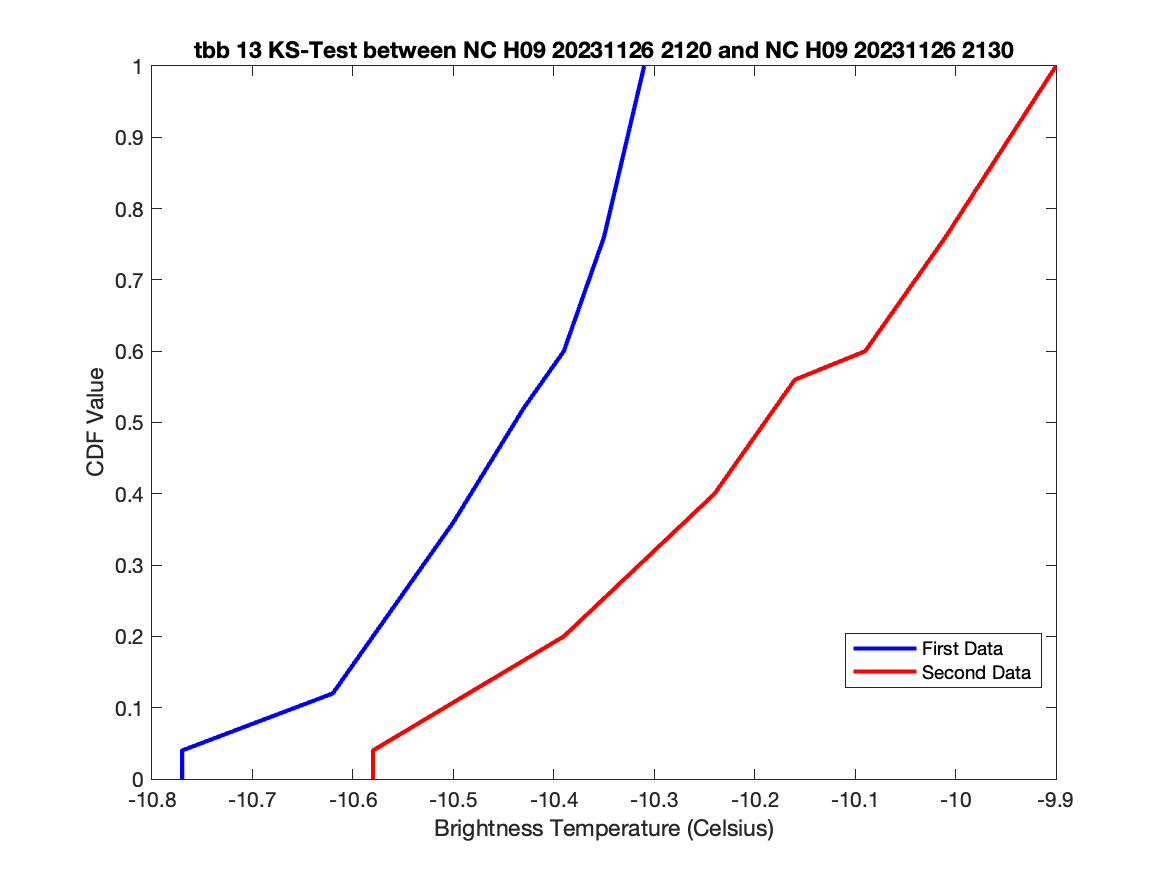 tbb 13 KS-Test between NC H09 20231126 2120 and NC H09 20231126 2130
1
0.9
0.8
0.7
0.6
0.5
0.4
0.3
0.2
0.1
0
CDF Value
First Data
Second Data
-10.8 -10.7 -10.6 -10.5 -10.4 -10.3 -10.2 -10.1 -10 -9.9
Brightness Temperature (Celsius)